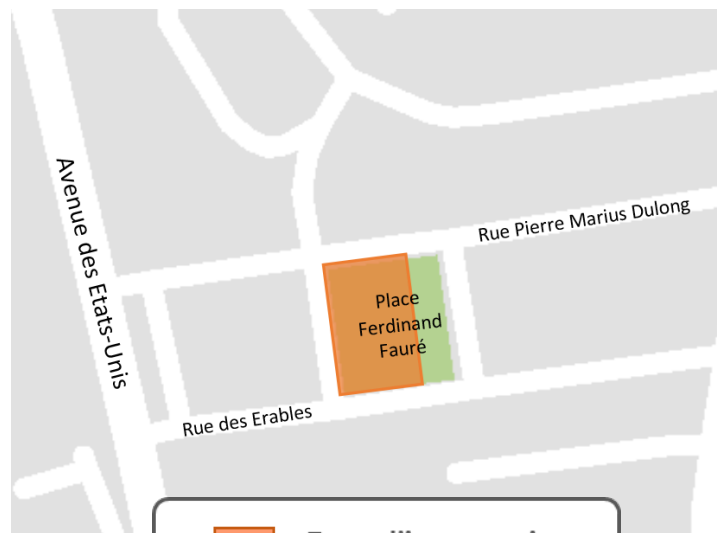 Avenue des Etats-Unis
Rue Pierre Marius Dulong
Place
Ferdinand
Fauré
Rue des Erables